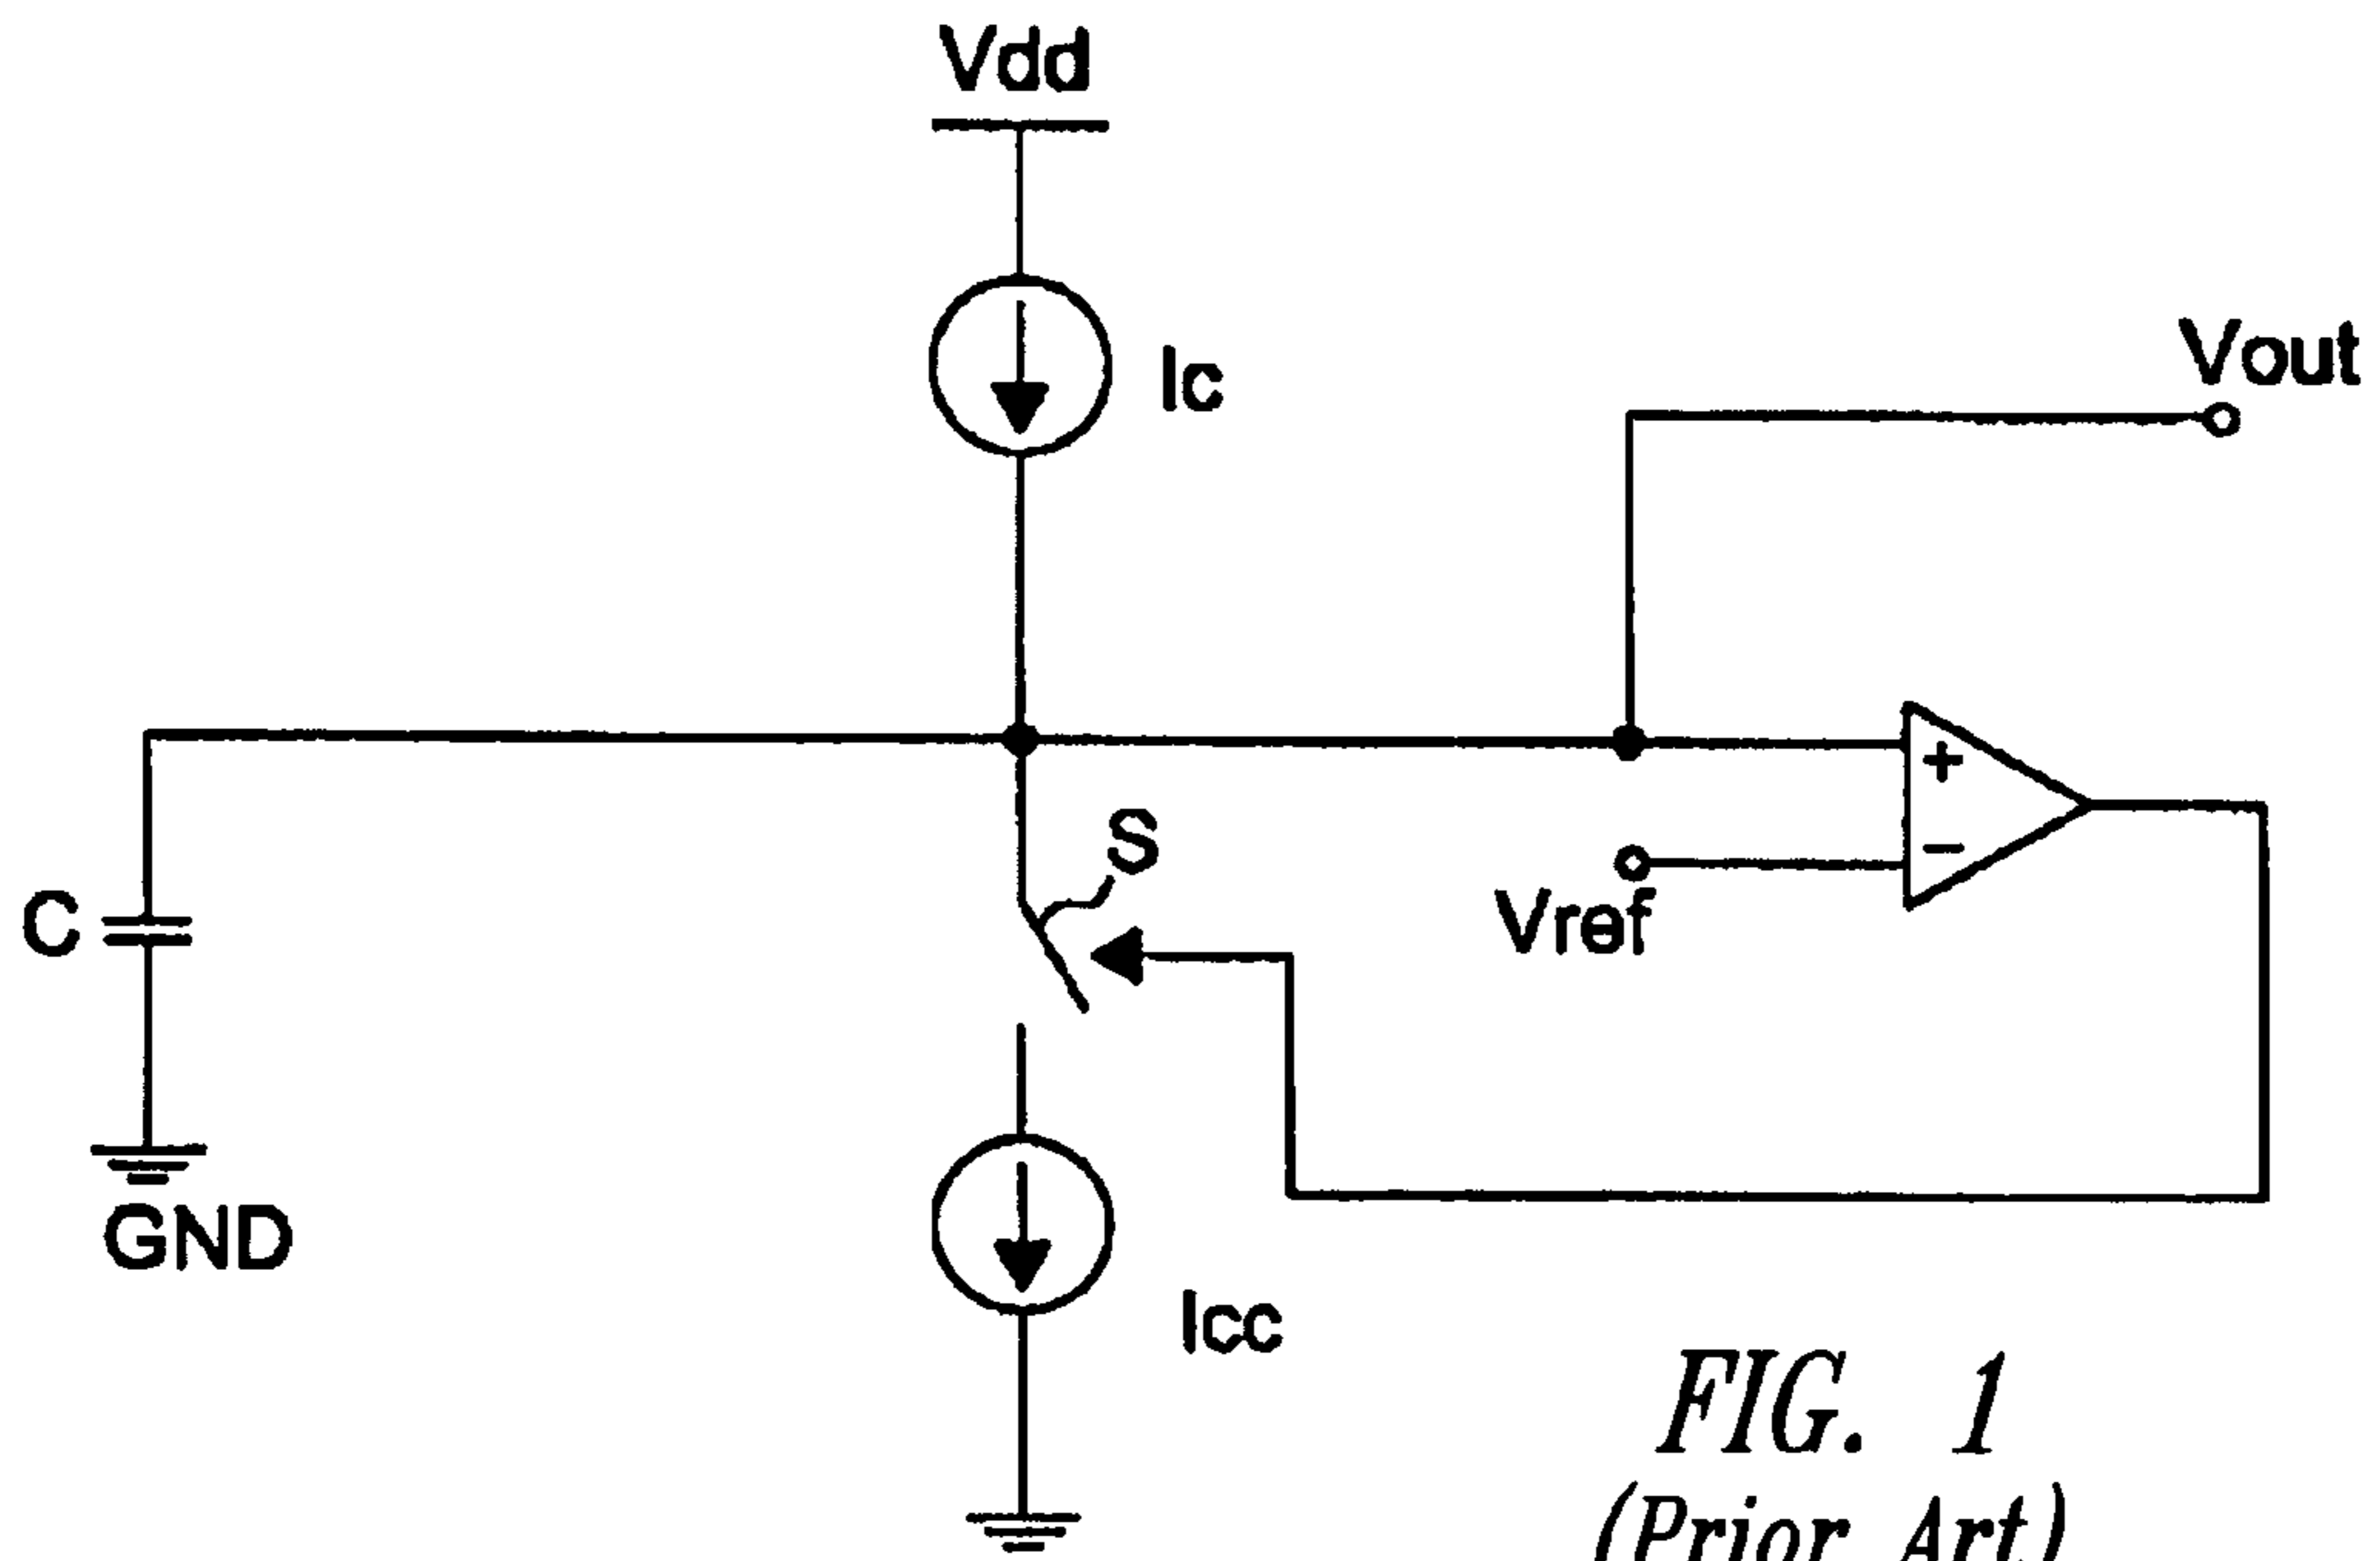 Vdd
Ic
Vout
+
S
−
C
Vref
GND
Icc
FIG. 1
(Prior Art)